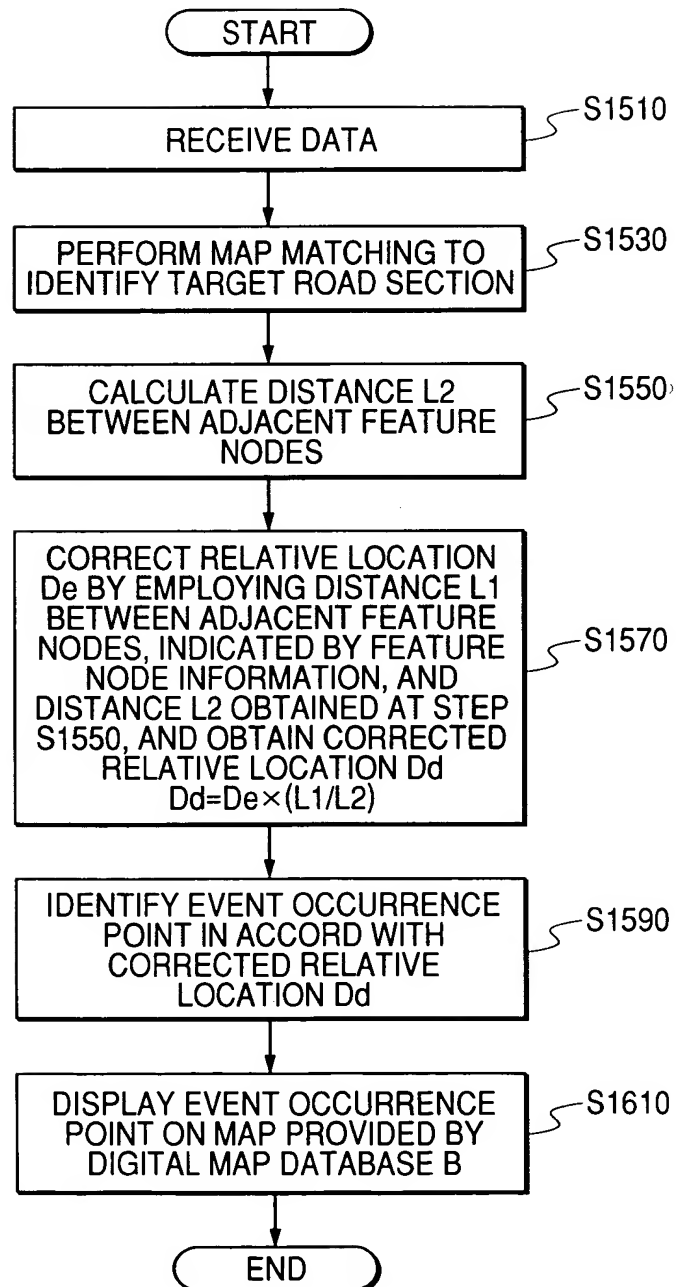 START
RECEIVE DATA
S1510
PERFORM MAP MATCHING TO
IDENTIFY TARGET ROAD SECTION
S1530
CALCULATE DISTANCE L2
BETWEEN ADJACENT FEATURE
NODES
S1550
CORRECT RELATIVE LOCATION
De BY EMPLOYING DISTANCE L1
BETWEEN ADJACENT FEATURE
NODES, INDICATED BY FEATURE
NODE INFORMATION, AND
DISTANCE L2 OBTAINED AT STEP
S1550, AND OBTAIN CORRECTED
RELATIVE LOCATION Dd
Dd=De×(L1/L2)
S1570
IDENTIFY EVENT OCCURRENCE
POINT IN ACCORD WITH
CORRECTED RELATIVE
LOCATION Dd
S1590
DISPLAY EVENT OCCURRENCE
POINT ON MAP PROVIDED BY
DIGITAL MAP DATABASE B
S1610
END